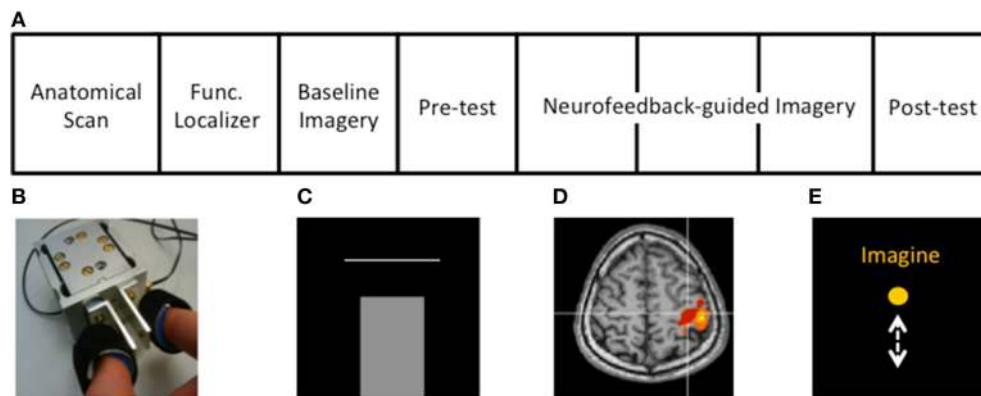 A
Anatomical
Scan
Func.
Localizer
Baseline
Imagery
Pre-test
Neurofeedback-guided Imagery
Post-test
B
C
D
E
Imagine